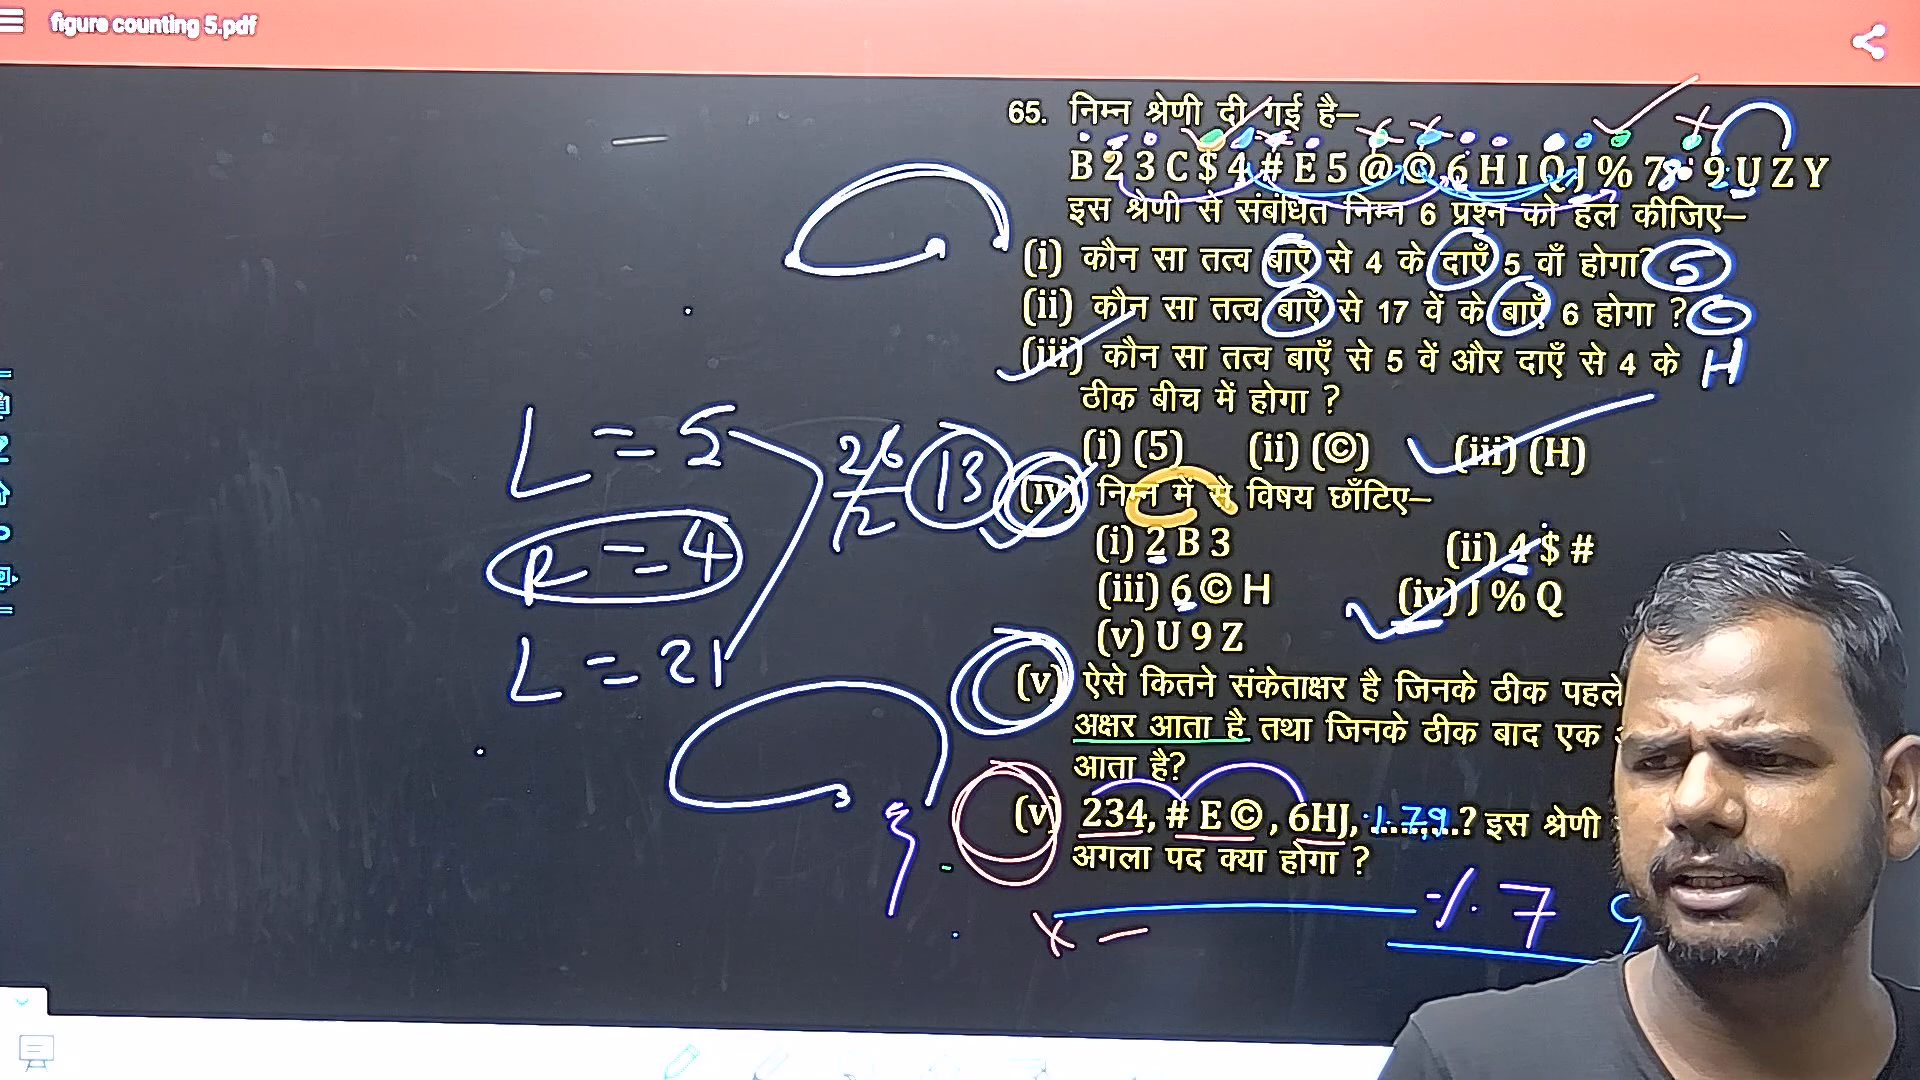 figure counting 5.pdf
65. निम्न श्रेणी दी गई है–
B 2 3 C $ 4 # E 5 @ © 6 H I Q J % 7 8 9 U Z Y
इस श्रेणी से संबंधित निम्न 6 प्रश्न को हल कीजिए–
(i) कौन सा तत्व बाएँ से 4 के दाएँ 5 वाँ होगा? 5
(ii) कौन सा तत्व बाएँ से 17 वें के बाएँ 6 होगा ? ©
(iii) कौन सा तत्व बाएँ से 5 वें और दाएँ से 4 के H
ठीक बीच में होगा ?
(i) (5) (ii) (©) (iii) (H)
(iv) निम्न में से विषय छाँटिए–
(i) 2 B 3 (ii) 4 $ #
(iii) 6 © H (iv) J % Q
(v) U 9 Z
(v) ऐसे कितने संकेताक्षर है जिनके ठीक पहले
अक्षर आता है तथा जिनके ठीक बाद एक
आता है?
(v) 234, # E ©, 6HJ, ..........? इस श्रेणी
अगला पद क्या होगा ?
L = 5
R = 4
L = 21
26/2
13
% 7 9